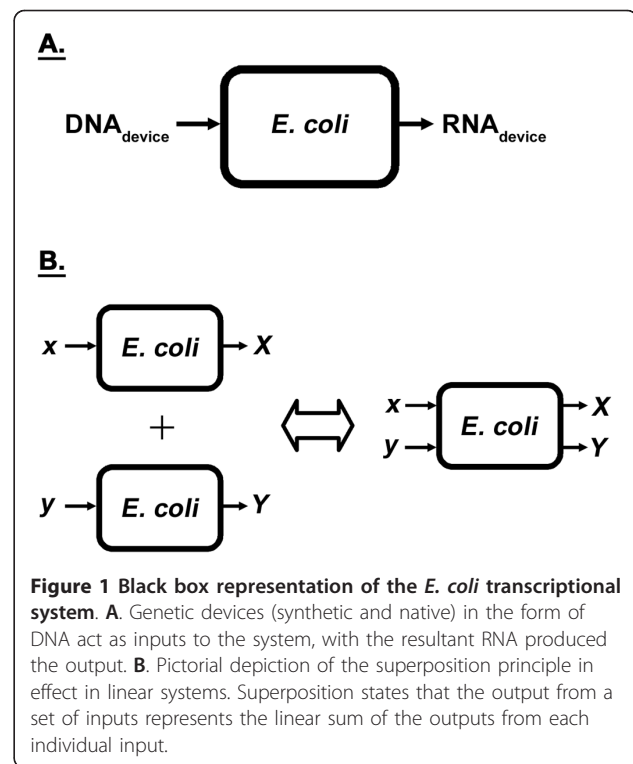 A.
DNA_device → E. coli → RNA_device
B.
x → E. coli → X
+
y → E. coli → Y
x → E. coli → X
y → Y
Figure 1 Black box representation of the E. coli transcriptional
system. A. Genetic devices (synthetic and native) in the form of
DNA act as inputs to the system, with the resultant RNA produced
the output. B. Pictorial depiction of the superposition principle in
effect in linear systems. Superposition states that the output from a
set of inputs represents the linear sum of the outputs from each
individual input.